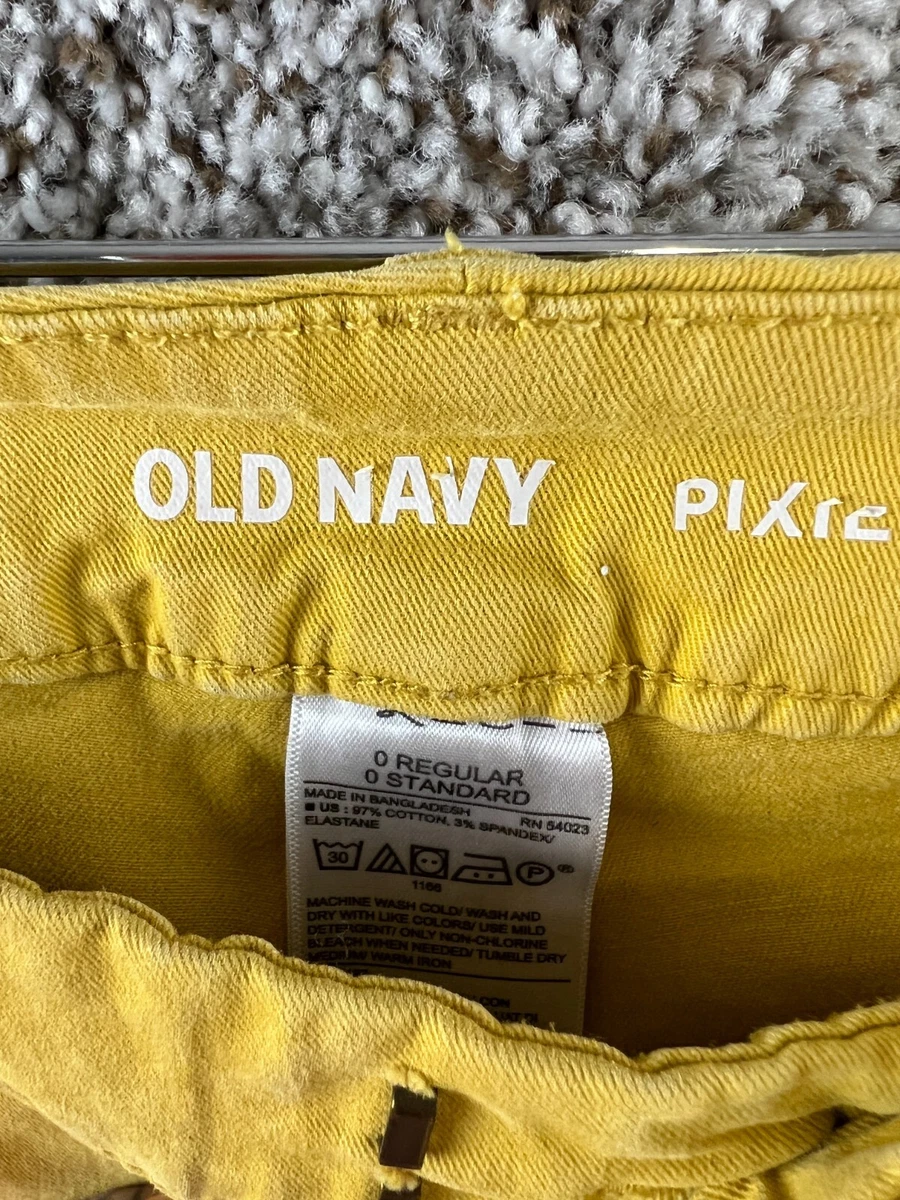 OLD NAVY PIXIE
0 REGULAR
0 STANDARD
MADE IN BANGLADESH
■ US : 97% COTTON, 3% SPANDEX/ RN 54023
ELASTANE
30 P
1166
MACHINE WASH COLD/ WASH AND
DRY WITH LIKE COLORS/ USE MILD
DETERGENT/ ONLY NON-CHLORINE
BLEACH WHEN NEEDED/ TUMBLE DRY
MEDIUM/ WARM IRON
CON